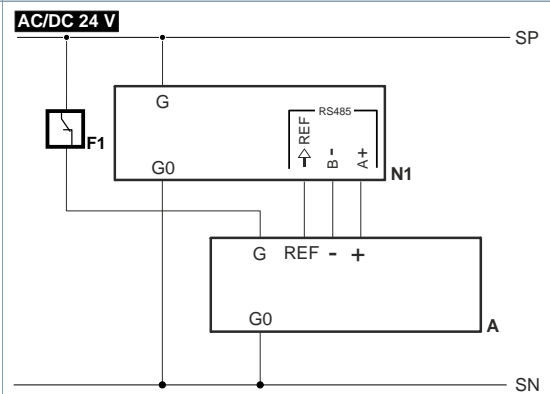 AC/DC 24 V
SP
G
RS485
REF
B -
A+
F1
G0
N1
G REF - +
G0
A
SN